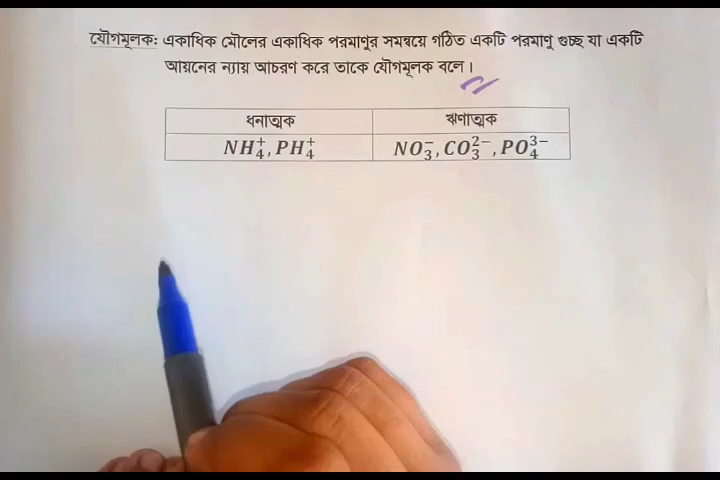 যৌগমূলক: একাধিক মৌলের একাধিক পরমাণুর সমন্বয়ে গঠিত একটি পরমাণু গুচ্ছ যা একটি
আয়নের ন্যায় আচরণ করে তাকে যৌগমূলক বলে।
ধনাত্মক ঋণাত্মক
NH₄⁺, PH₄⁺ NO₃⁻, CO₃²⁻, PO₄³⁻